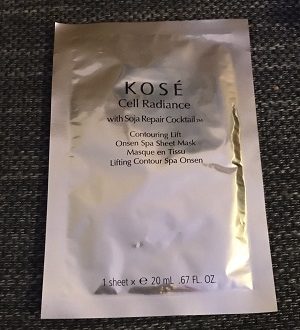 KOSÉ
Cell Radiance
with Soja Repair Cocktail™
Contouring Lift
Onsen Spa Sheet Mask
Masque en Tissu
Lifting Contour Spa Onsen
1 sheet x ℮ 20 mL .67 FL. OZ